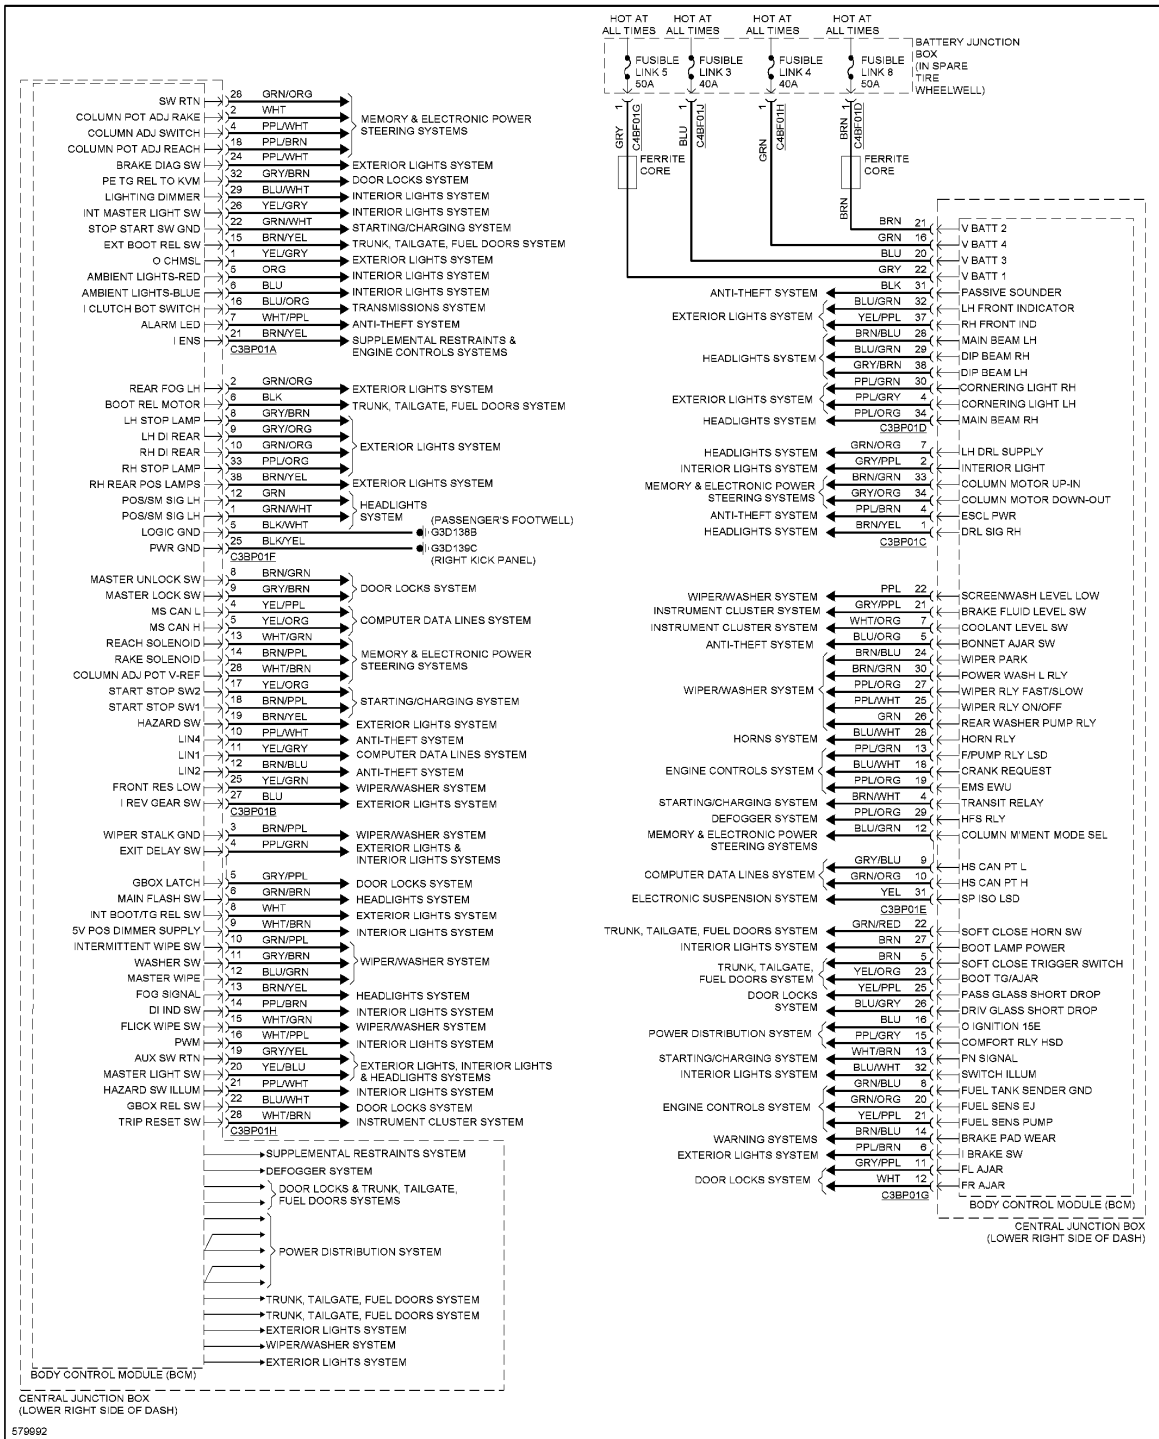 HOT AT ALL TIMES
HOT AT ALL TIMES
HOT AT ALL TIMES
HOT AT ALL TIMES
BATTERY JUNCTION
BOX
(IN SPARE
TIRE
WHEELWELL)
FUSIBLE LINK 5 50A
FUSIBLE LINK 3 40A
FUSIBLE LINK 4 40A
FUSIBLE LINK 8 50A
1 GRY C4BF01G
1 BLU C4BF01J
1 GRN C4BF01H
1 BRN C4BF01D
FERRITE CORE
FERRITE CORE
BRN
SW RTN 28 GRN/ORG
COLUMN POT ADJ RAKE 2 WHT
COLUMN ADJ SWITCH 4 PPL/WHT
COLUMN POT ADJ REACH 18 PPL/BRN
MEMORY & ELECTRONIC POWER
STEERING SYSTEMS
BRAKE DIAG SW 24 PPL/WHT EXTERIOR LIGHTS SYSTEM
PE TG REL TO KVM 32 GRY/BRN DOOR LOCKS SYSTEM
LIGHTING DIMMER 29 BLU/WHT INTERIOR LIGHTS SYSTEM
INT MASTER LIGHT SW 26 YEL/GRY INTERIOR LIGHTS SYSTEM
STOP START SW GND 22 GRN/WHT STARTING/CHARGING SYSTEM
EXT BOOT REL SW 15 BRN/YEL TRUNK, TAILGATE, FUEL DOORS SYSTEM
O CHMSL 1 YEL/GRY EXTERIOR LIGHTS SYSTEM
AMBIENT LIGHTS-RED 5 ORG INTERIOR LIGHTS SYSTEM
AMBIENT LIGHTS-BLUE 6 BLU INTERIOR LIGHTS SYSTEM
I CLUTCH BOT SWITCH 16 BLU/ORG TRANSMISSIONS SYSTEM
ALARM LED 7 WHT/PPL ANTI-THEFT SYSTEM
I ENS 21 BRN/YEL SUPPLEMENTAL RESTRAINTS &
C3BP01A ENGINE CONTROLS SYSTEMS
REAR FOG LH 2 GRN/ORG EXTERIOR LIGHTS SYSTEM
BOOT REL MOTOR 6 BLK TRUNK, TAILGATE, FUEL DOORS SYSTEM
LH STOP LAMP 8 GRY/BRN
LH DI REAR 9 GRY/ORG
RH DI REAR 10 GRN/ORG
RH STOP LAMP 33 PPL/ORG
EXTERIOR LIGHTS SYSTEM
RH REAR POS LAMPS 38 BRN/YEL EXTERIOR LIGHTS SYSTEM
POS/SM SIG LH 12 GRN
POS/SM SIG LH 1 GRN/WHT
HEADLIGHTS
SYSTEM
LOGIC GND 5 BLK/WHT (PASSENGER'S FOOTWELL) G3D138B
PWR GND 25 BLK/YEL G3D139C
C3BP01F (RIGHT KICK PANEL)
MASTER UNLOCK SW 8 BRN/GRN
MASTER LOCK SW 9 GRY/BRN
DOOR LOCKS SYSTEM
MS CAN L 4 YEL/PPL
MS CAN H 5 YEL/ORG
COMPUTER DATA LINES SYSTEM
REACH SOLENOID 13 WHT/GRN
RAKE SOLENOID 14 BRN/PPL
COLUMN ADJ POT V-REF 28 WHT/BRN
MEMORY & ELECTRONIC POWER
STEERING SYSTEMS
START STOP SW2 17 YEL/ORG
START STOP SW1 18 BRN/PPL
STARTING/CHARGING SYSTEM
HAZARD SW 19 BRN/YEL EXTERIOR LIGHTS SYSTEM
LIN4 10 PPL/WHT ANTI-THEFT SYSTEM
LIN1 11 YEL/GRY COMPUTER DATA LINES SYSTEM
LIN2 12 BRN/BLU ANTI-THEFT SYSTEM
FRONT RES LOW 25 YEL/GRN WIPER/WASHER SYSTEM
I REV GEAR SW 27 BLU EXTERIOR LIGHTS SYSTEM
C3BP01B
WIPER STALK GND 3 BRN/PPL WIPER/WASHER SYSTEM
EXIT DELAY SW 4 PPL/GRN EXTERIOR LIGHTS &
INTERIOR LIGHTS SYSTEMS
GBOX LATCH 5 GRY/PPL DOOR LOCKS SYSTEM
MAIN FLASH SW 6 GRN/BRN HEADLIGHTS SYSTEM
INT BOOT/TG REL SW 8 WHT EXTERIOR LIGHTS SYSTEM
5V POS DIMMER SUPPLY 9 WHT/BRN INTERIOR LIGHTS SYSTEM
INTERMITTENT WIPE SW 10 GRN/PPL
WASHER SW 11 GRY/BRN
MASTER WIPE 12 BLU/GRN
WIPER/WASHER SYSTEM
FOG SIGNAL 13 BRN/YEL HEADLIGHTS SYSTEM
DI IND SW 14 PPL/BRN INTERIOR LIGHTS SYSTEM
FLICK WIPE SW 15 WHT/GRN WIPER/WASHER SYSTEM
PWM 16 WHT/PPL INTERIOR LIGHTS SYSTEM
AUX SW RTN 19 GRY/YEL
MASTER LIGHT SW 20 YEL/BLU
EXTERIOR LIGHTS, INTERIOR LIGHTS
& HEADLIGHTS SYSTEMS
HAZARD SW ILLUM 21 PPL/WHT INTERIOR LIGHTS SYSTEM
GBOX REL SW 22 BLU/WHT DOOR LOCKS SYSTEM
TRIP RESET SW 28 WHT/BRN INSTRUMENT CLUSTER SYSTEM
C3BP01H
SUPPLEMENTAL RESTRAINTS SYSTEM
DEFOGGER SYSTEM
DOOR LOCKS & TRUNK, TAILGATE,
FUEL DOORS SYSTEMS
POWER DISTRIBUTION SYSTEM
TRUNK, TAILGATE, FUEL DOORS SYSTEM
TRUNK, TAILGATE, FUEL DOORS SYSTEM
EXTERIOR LIGHTS SYSTEM
WIPER/WASHER SYSTEM
EXTERIOR LIGHTS SYSTEM
BODY CONTROL MODULE (BCM)
CENTRAL JUNCTION BOX
(LOWER RIGHT SIDE OF DASH)
579992
BRN 21 V BATT 2
GRN 16 V BATT 4
BLU 20 V BATT 3
GRY 22 V BATT 1
ANTI-THEFT SYSTEM BLK 31 PASSIVE SOUNDER
EXTERIOR LIGHTS SYSTEM
BLU/GRN 32 LH FRONT INDICATOR
YEL/PPL 37 RH FRONT IND
HEADLIGHTS SYSTEM
BRN/BLU 28 MAIN BEAM LH
BLU/GRN 29 DIP BEAM RH
GRY/BRN 38 DIP BEAM LH
EXTERIOR LIGHTS SYSTEM
PPL/GRN 30 CORNERING LIGHT RH
PPL/GRY 4 CORNERING LIGHT LH
HEADLIGHTS SYSTEM PPL/ORG 34 MAIN BEAM RH
C3BP01D
HEADLIGHTS SYSTEM GRN/ORG 7 LH DRL SUPPLY
INTERIOR LIGHTS SYSTEM GRY/PPL 2 INTERIOR LIGHT
MEMORY & ELECTRONIC POWER
STEERING SYSTEMS
BRN/GRN 33 COLUMN MOTOR UP-IN
GRY/ORG 34 COLUMN MOTOR DOWN-OUT
ANTI-THEFT SYSTEM PPL/BRN 4 ESCL PWR
HEADLIGHTS SYSTEM BRN/YEL 1 DRL SIG RH
C3BP01C
WIPER/WASHER SYSTEM PPL 22 SCREENWASH LEVEL LOW
INSTRUMENT CLUSTER SYSTEM GRY/PPL 21 BRAKE FLUID LEVEL SW
INSTRUMENT CLUSTER SYSTEM WHT/ORG 7 COOLANT LEVEL SW
ANTI-THEFT SYSTEM BLU/ORG 5 BONNET AJAR SW
WIPER/WASHER SYSTEM
BRN/BLU 24 WIPER PARK
BRN/GRN 30 POWER WASH L RLY
PPL/ORG 27 WIPER RLY FAST/SLOW
PPL/WHT 25 WIPER RLY ON/OFF
GRN 26 REAR WASHER PUMP RLY
HORNS SYSTEM BLU/WHT 28 HORN RLY
ENGINE CONTROLS SYSTEM
PPL/GRN 13 F/PUMP RLY LSD
BLU/WHT 18 CRANK REQUEST
PPL/ORG 19 EMS EWU
STARTING/CHARGING SYSTEM BRN/WHT 4 TRANSIT RELAY
DEFOGGER SYSTEM PPL/ORG 29 HFS RLY
MEMORY & ELECTRONIC POWER
STEERING SYSTEMS
BLU/GRN 12 COLUMN M'MENT MODE SEL
COMPUTER DATA LINES SYSTEM
GRY/BLU 9 HS CAN PT L
GRN/ORG 10 HS CAN PT H
ELECTRONIC SUSPENSION SYSTEM YEL 31 SP ISO LSD
C3BP01E
TRUNK, TAILGATE, FUEL DOORS SYSTEM GRN/RED 22 SOFT CLOSE HORN SW
INTERIOR LIGHTS SYSTEM BRN 27 BOOT LAMP POWER
TRUNK, TAILGATE,
FUEL DOORS SYSTEM
BRN 5 SOFT CLOSE TRIGGER SWITCH
YEL/ORG 23 BOOT TG/AJAR
DOOR LOCKS
SYSTEM
YEL/PPL 25 PASS GLASS SHORT DROP
BLU/GRY 26 DRIV GLASS SHORT DROP
POWER DISTRIBUTION SYSTEM
BLU 16 O IGNITION 15E
PPL/GRY 15 COMFORT RLY HSD
STARTING/CHARGING SYSTEM WHT/BRN 13 PN SIGNAL
INTERIOR LIGHTS SYSTEM BLU/WHT 32 SWITCH ILLUM
ENGINE CONTROLS SYSTEM
GRN/BLU 8 FUEL TANK SENDER GND
GRN/ORG 20 FUEL SENS EJ
YEL/PPL 21 FUEL SENS PUMP
WARNING SYSTEMS BRN/BLU 14 BRAKE PAD WEAR
EXTERIOR LIGHTS SYSTEM PPL/BRN 6 I BRAKE SW
DOOR LOCKS SYSTEM
GRY/PPL 11 FL AJAR
WHT 12 FR AJAR
C3BP01G
BODY CONTROL MODULE (BCM)
CENTRAL JUNCTION BOX
(LOWER RIGHT SIDE OF DASH)